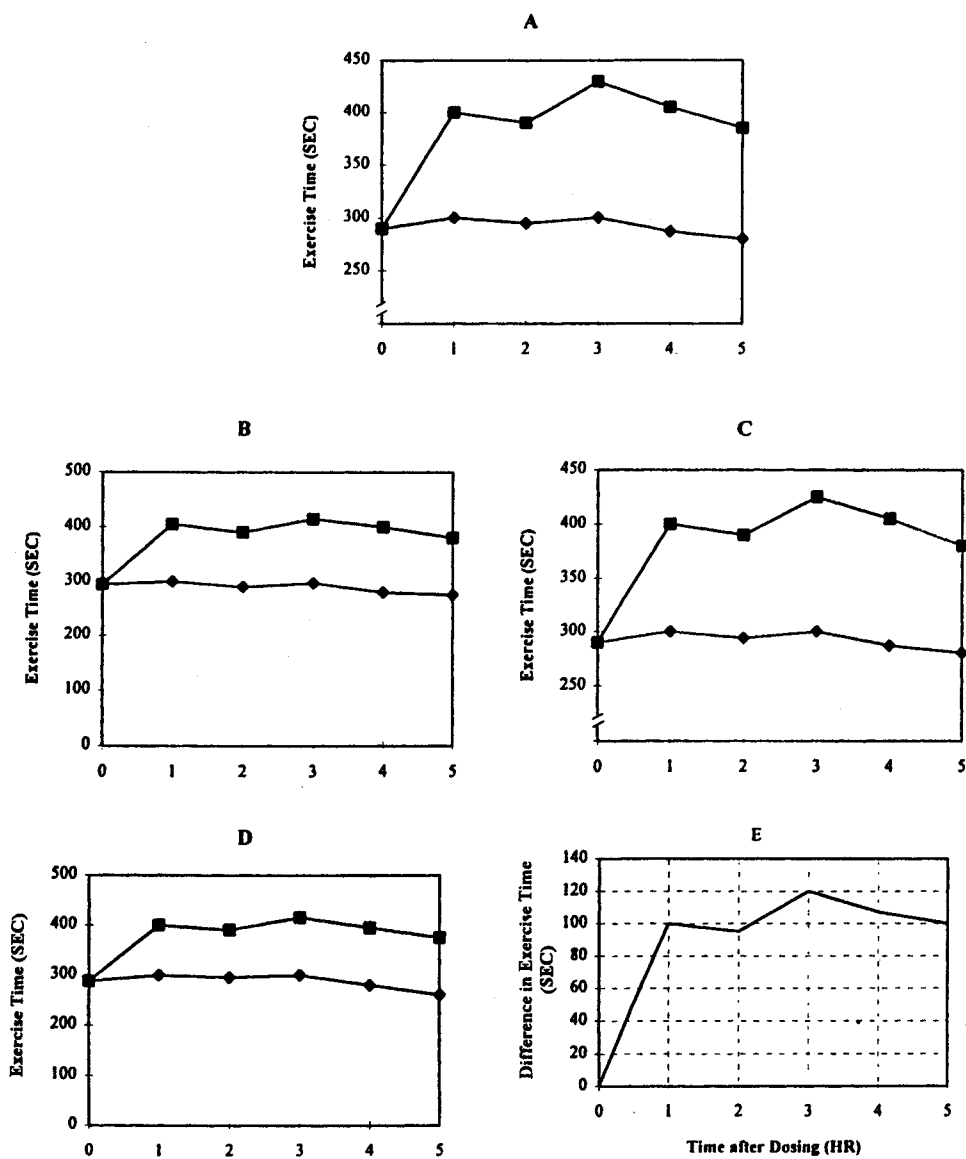 A
Exercise Time (SEC)
450
400
350
300
250
0 1 2 3 4 5
B
Exercise Time (SEC)
500
400
300
200
100
0
0 1 2 3 4 5
C
Exercise Time (SEC)
450
400
350
300
250
0 1 2 3 4 5
D
Exercise Time (SEC)
500
400
300
200
100
0
0 1 2 3 4 5
E
Difference in Exercise Time
(SEC)
140
120
100
80
60
40
20
0
0 1 2 3 4 5
Time after Dosing (HR)